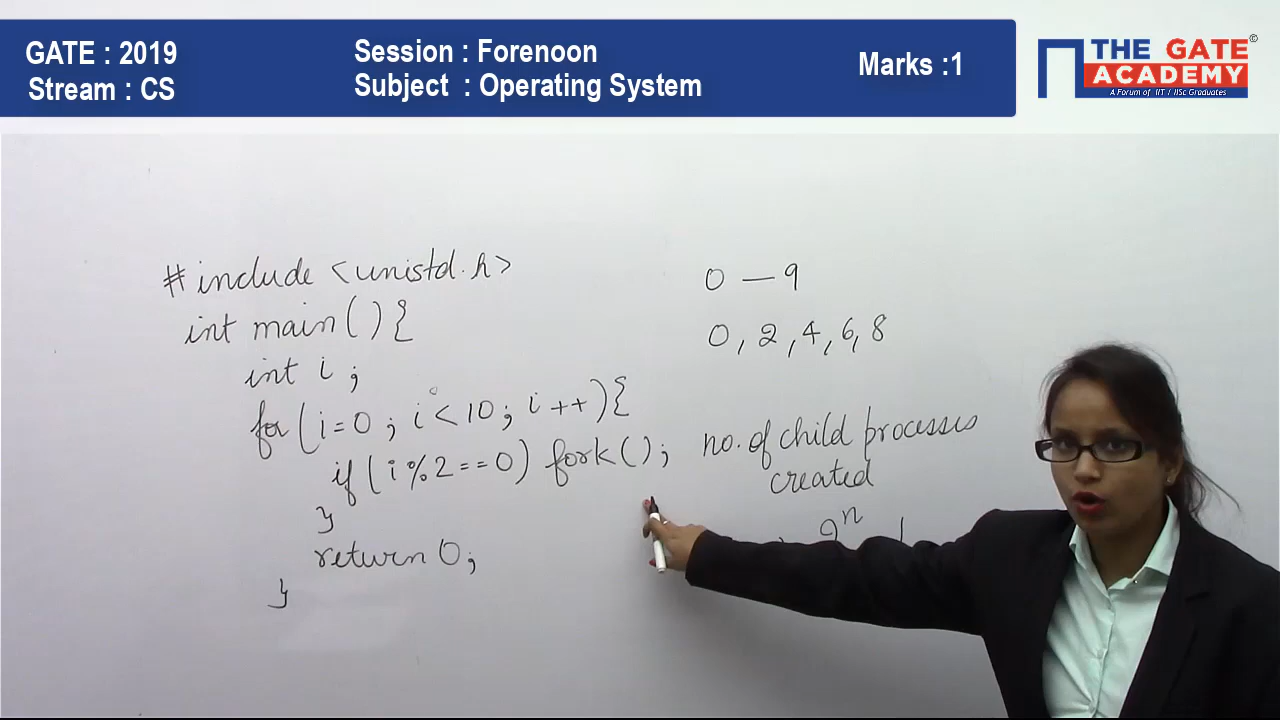 GATE : 2019
Stream : CS
Session : Forenoon
Subject : Operating System
Marks :1
THE GATE
ACADEMY
A Forum of IIT / IISc Graduates
©
# include <unistd.h>
int main() {
int i ;
for (i=0 ; i<10 ; i++) {
if (i%2==0) fork() ;
}
return 0;
}
0 — 9
0, 2, 4, 6, 8
no. of child processes
created
2^n